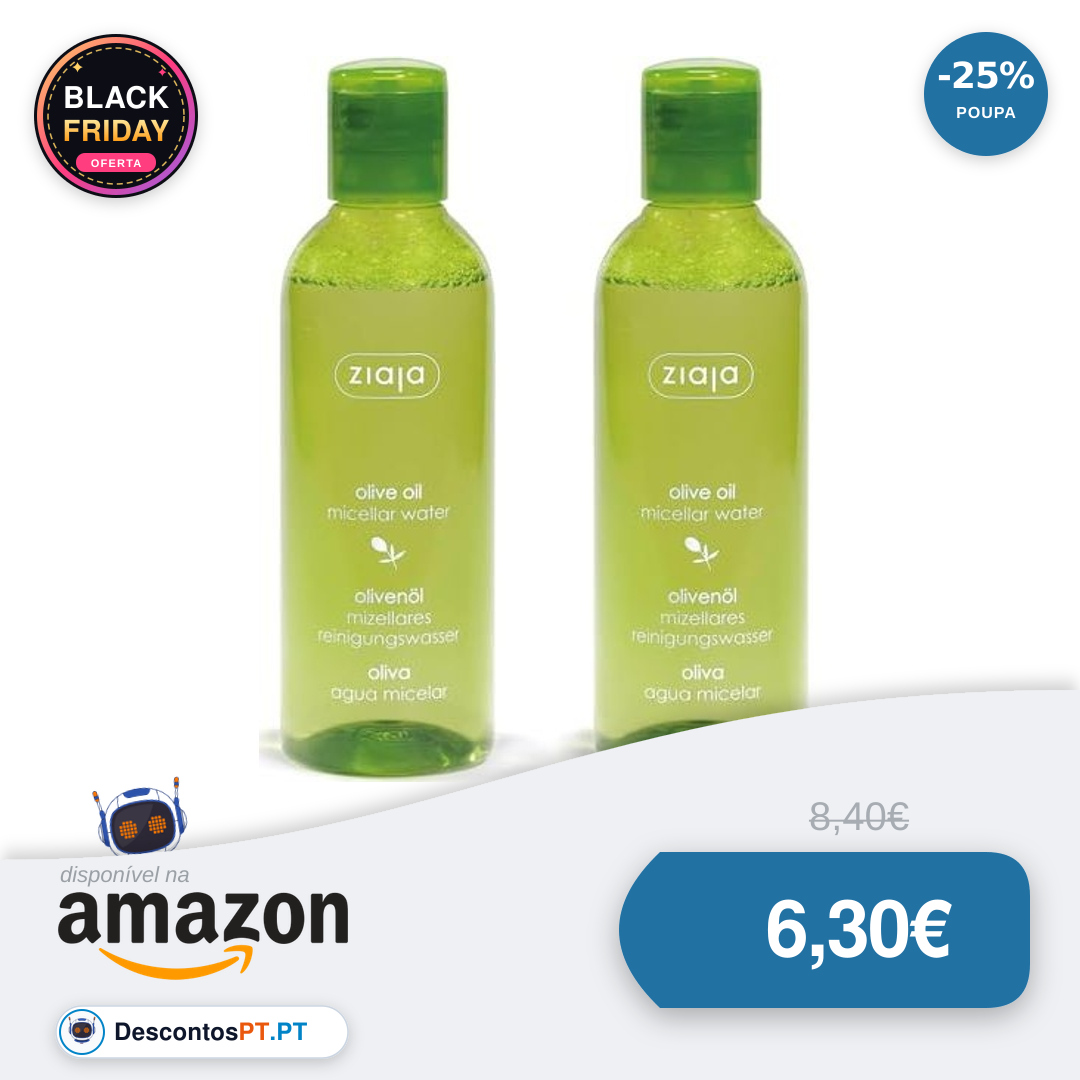 BLACK
FRIDAY
OFERTA
-25%
POUPA
ziaja
olive oil
micellar water
olivenöl
mizellares
reinigungswasser
oliva
agua micelar
ziaja
olive oil
micellar water
olivenöl
mizellares
reinigungswasser
oliva
agua micelar
8,40€
6,30€
disponível na
amazon
DescontosPT.PT